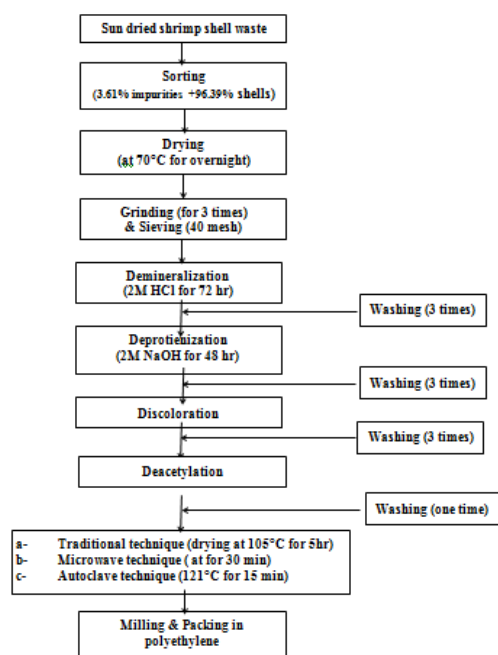 Sun dried shrimp shell waste
Sorting
(3.61% impurities +96.39% shells)
Drying
(at 70°C for overnight)
Grinding (for 3 times)
& Sieving (40 mesh)
Demineralization
(2M HCl for 72 hr)
Washing (3 times)
Deprotienization
(2M NaOH for 48 hr)
Washing (3 times)
Discoloration
Washing (3 times)
Deacetylation
Washing (one time)
a- Traditional technique (drying at 105°C for 5hr)
b- Microwave technique ( at for 30 min)
c- Autoclave technique (121°C for 15 min)
Milling & Packing in
polyethylene